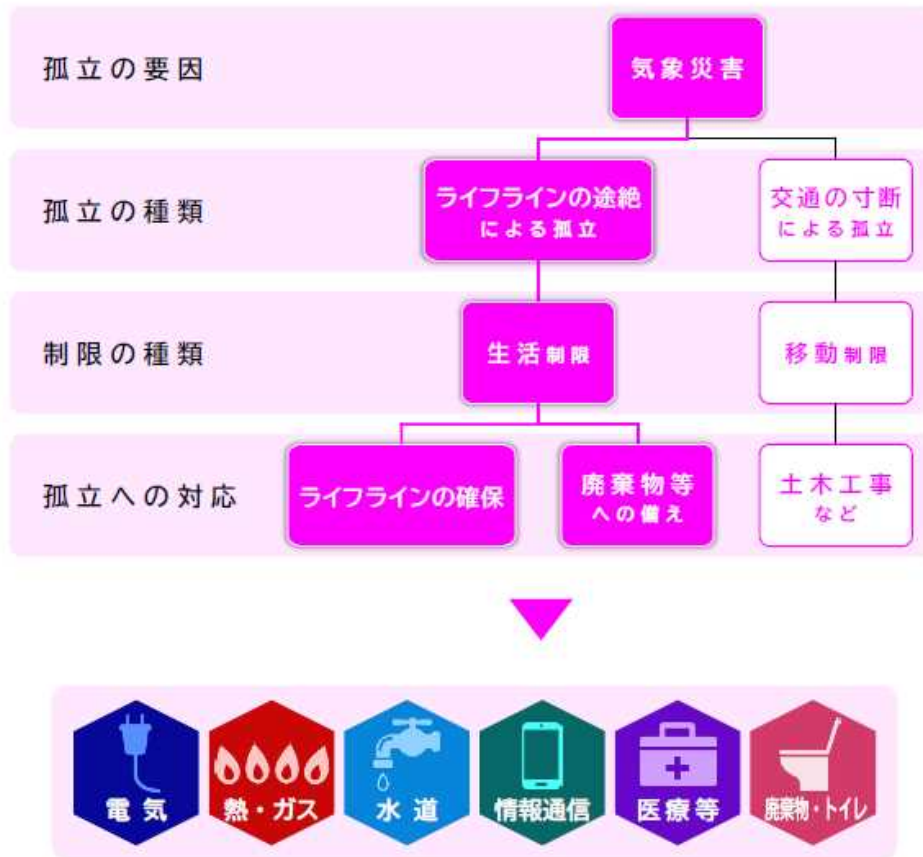 孤立の要因
気象災害
孤立の種類
ライフラインの途絶
による孤立
交通の寸断
による孤立
制限の種類
生活制限
移動制限
孤立への対応
ライフラインの確保
廃棄物等
への備え
土木工事
など
電気
熱・ガス
水道
情報通信
医療等
廃棄物・トイレ